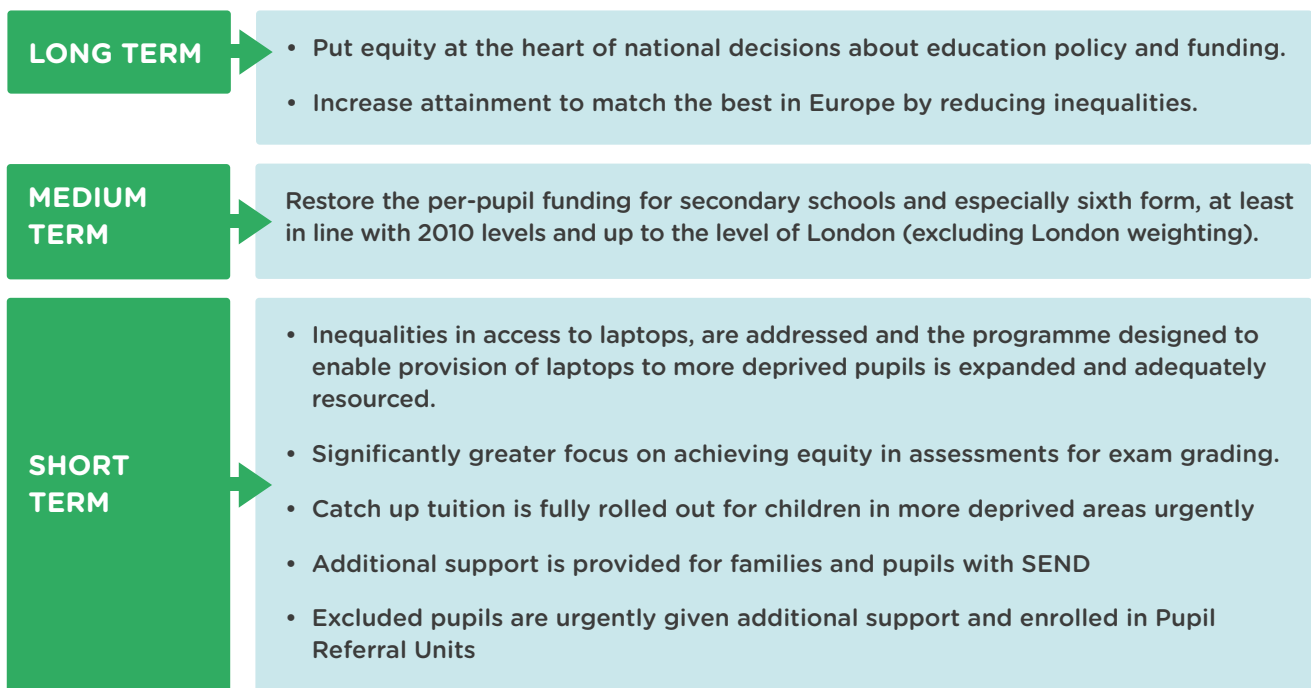 LONG TERM
• Put equity at the heart of national decisions about education policy and funding.
• Increase attainment to match the best in Europe by reducing inequalities.
MEDIUM
TERM
Restore the per-pupil funding for secondary schools and especially sixth form, at least
in line with 2010 levels and up to the level of London (excluding London weighting).
SHORT
TERM
• Inequalities in access to laptops, are addressed and the programme designed to
enable provision of laptops to more deprived pupils is expanded and adequately
resourced.
• Significantly greater focus on achieving equity in assessments for exam grading.
• Catch up tuition is fully rolled out for children in more deprived areas urgently
• Additional support is provided for families and pupils with SEND
• Excluded pupils are urgently given additional support and enrolled in Pupil
Referral Units